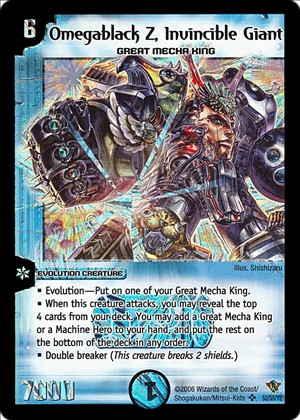 6 Omegablack Z, Invincible Giant
GREAT MECHA KING
illus. Shishizaru
EVOLUTION CREATURE
• Evolution—Put on one of your Great Mecha King.
• When this creature attacks, you may reveal the top
4 cards from your deck. You may add a Great Mecha King
or a Machine Hero to your hand, and put the rest on
the bottom of the deck in any order.
• Double breaker (This creature breaks 2 shields.)
7000
©2006 Wizards of the Coast/
Shogakukan/Mitsui-Kids